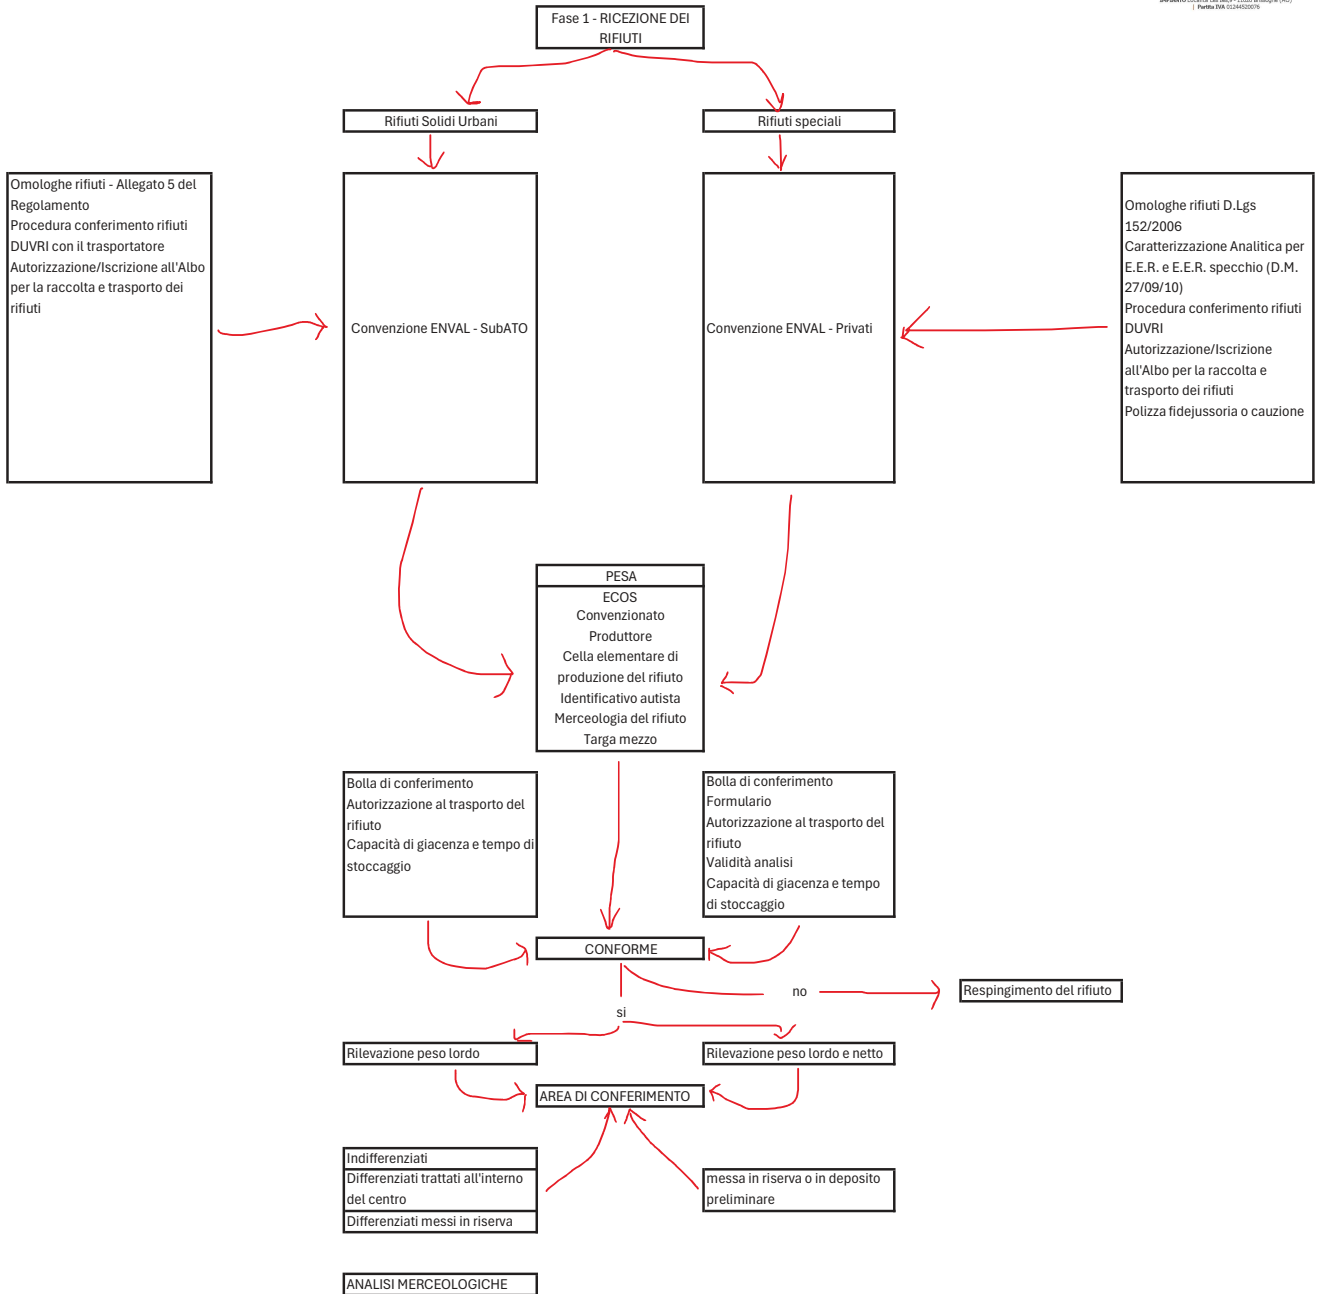 | Partita IVA 01244520076
Fase 1 - RICEZIONE DEI
RIFIUTI
Rifiuti Solidi Urbani
Rifiuti speciali
Omologhe rifiuti - Allegato 5 del
Regolamento
Procedura conferimento rifiuti
DUVRI con il trasportatore
Autorizzazione/Iscrizione all'Albo
per la raccolta e trasporto dei
rifiuti
Convenzione ENVAL - SubATO
Convenzione ENVAL - Privati
Omologhe rifiuti D.Lgs
152/2006
Caratterizzazione Analitica per
E.E.R. e E.E.R. specchio (D.M.
27/09/10)
Procedura conferimento rifiuti
DUVRI
Autorizzazione/Iscrizione
all'Albo per la raccolta e
trasporto dei rifiuti
Polizza fidejussoria o cauzione
PESA
ECOS
Convenzionato
Produttore
Cella elementare di
produzione del rifiuto
Identificativo autista
Merceologia del rifiuto
Targa mezzo
Bolla di conferimento
Autorizzazione al trasporto del
rifiuto
Capacità di giacenza e tempo di
stoccaggio
Bolla di conferimento
Formulario
Autorizzazione al trasporto del
rifiuto
Validità analisi
Capacità di giacenza e tempo
di stoccaggio
CONFORME
no
Respingimento del rifiuto
si
Rilevazione peso lordo
Rilevazione peso lordo e netto
AREA DI CONFERIMENTO
Indifferenziati
Differenziati trattati all'interno
del centro
Differenziati messi in riserva
messa in riserva o in deposito
preliminare
ANALISI MERCEOLOGICHE